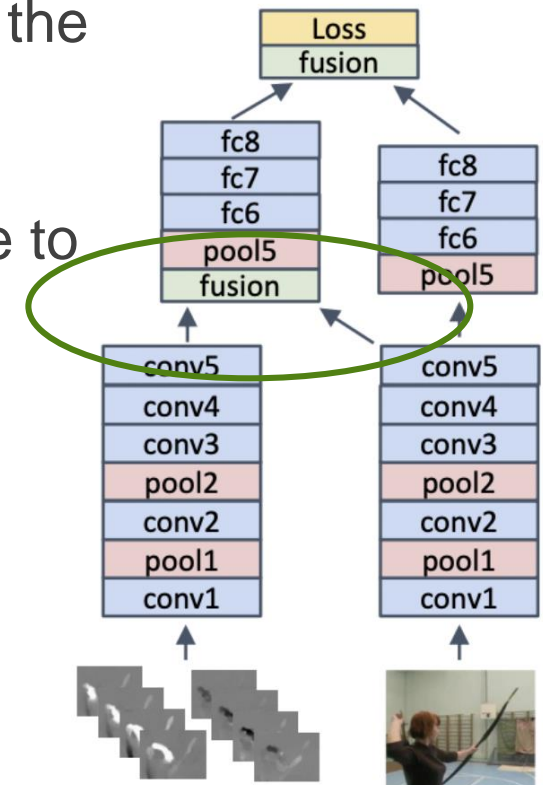 the
e to
Loss
fusion
fc8
fc7
fc6
pool5
fusion
fc8
fc7
fc6
pool5
conv5
conv4
conv3
pool2
conv2
pool1
conv1
conv5
conv4
conv3
pool2
conv2
pool1
conv1